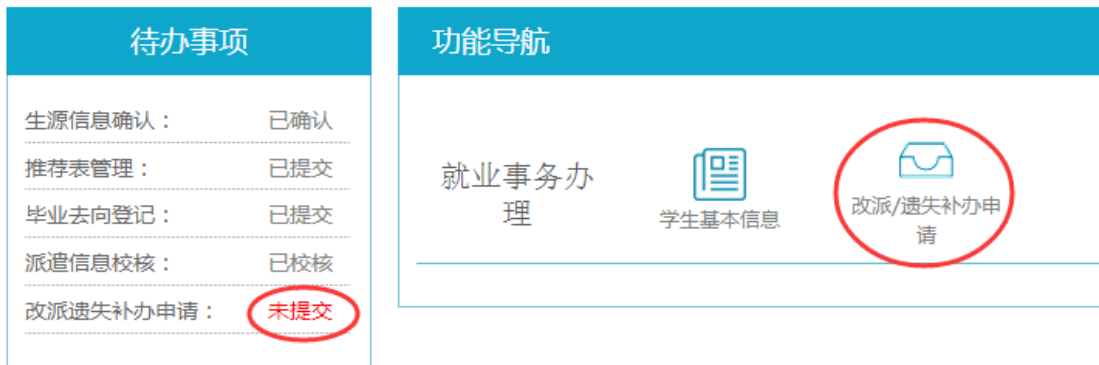 待办事项
生源信息确认： 已确认
推荐表管理： 已提交
毕业去向登记： 已提交
派遣信息校核： 已校核
改派遗失补办申请： 未提交
功能导航
就业事务办
理
学生基本信息
改派/遗失补办申
请